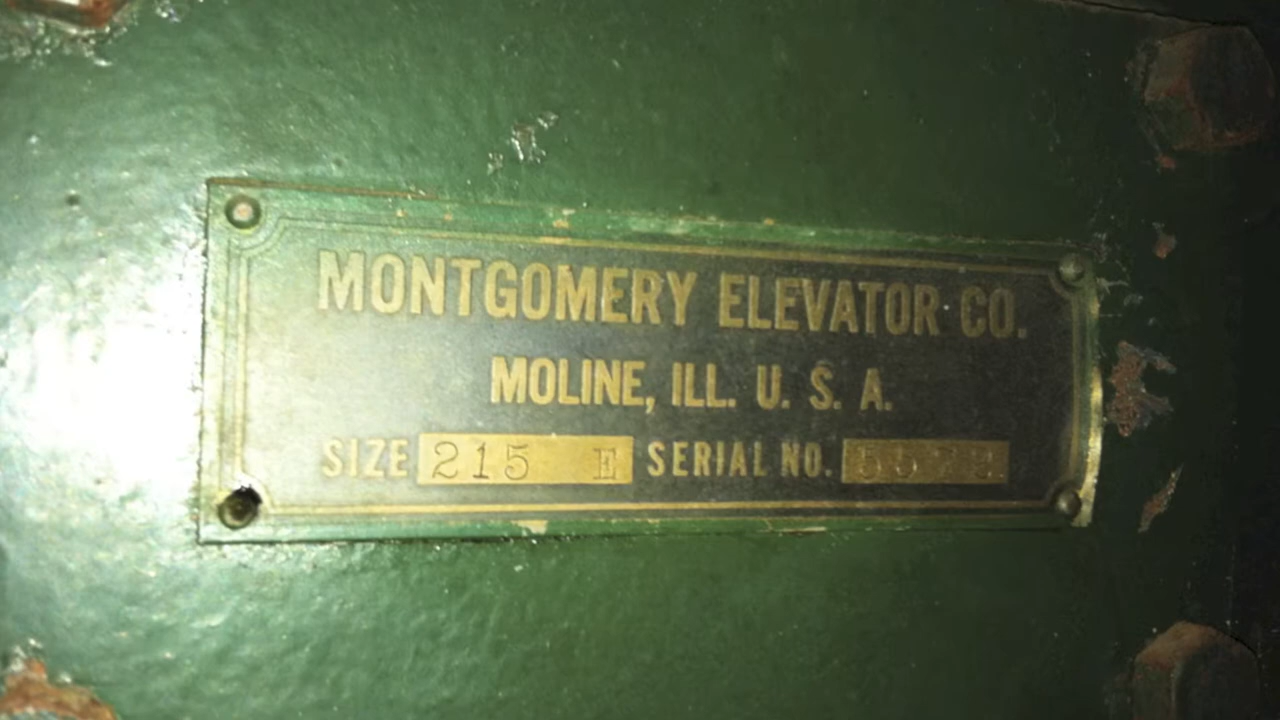 MONTGOMERY ELEVATOR CO.
MOLINE, ILL. U. S. A.
SIZE 215 E SERIAL NO.